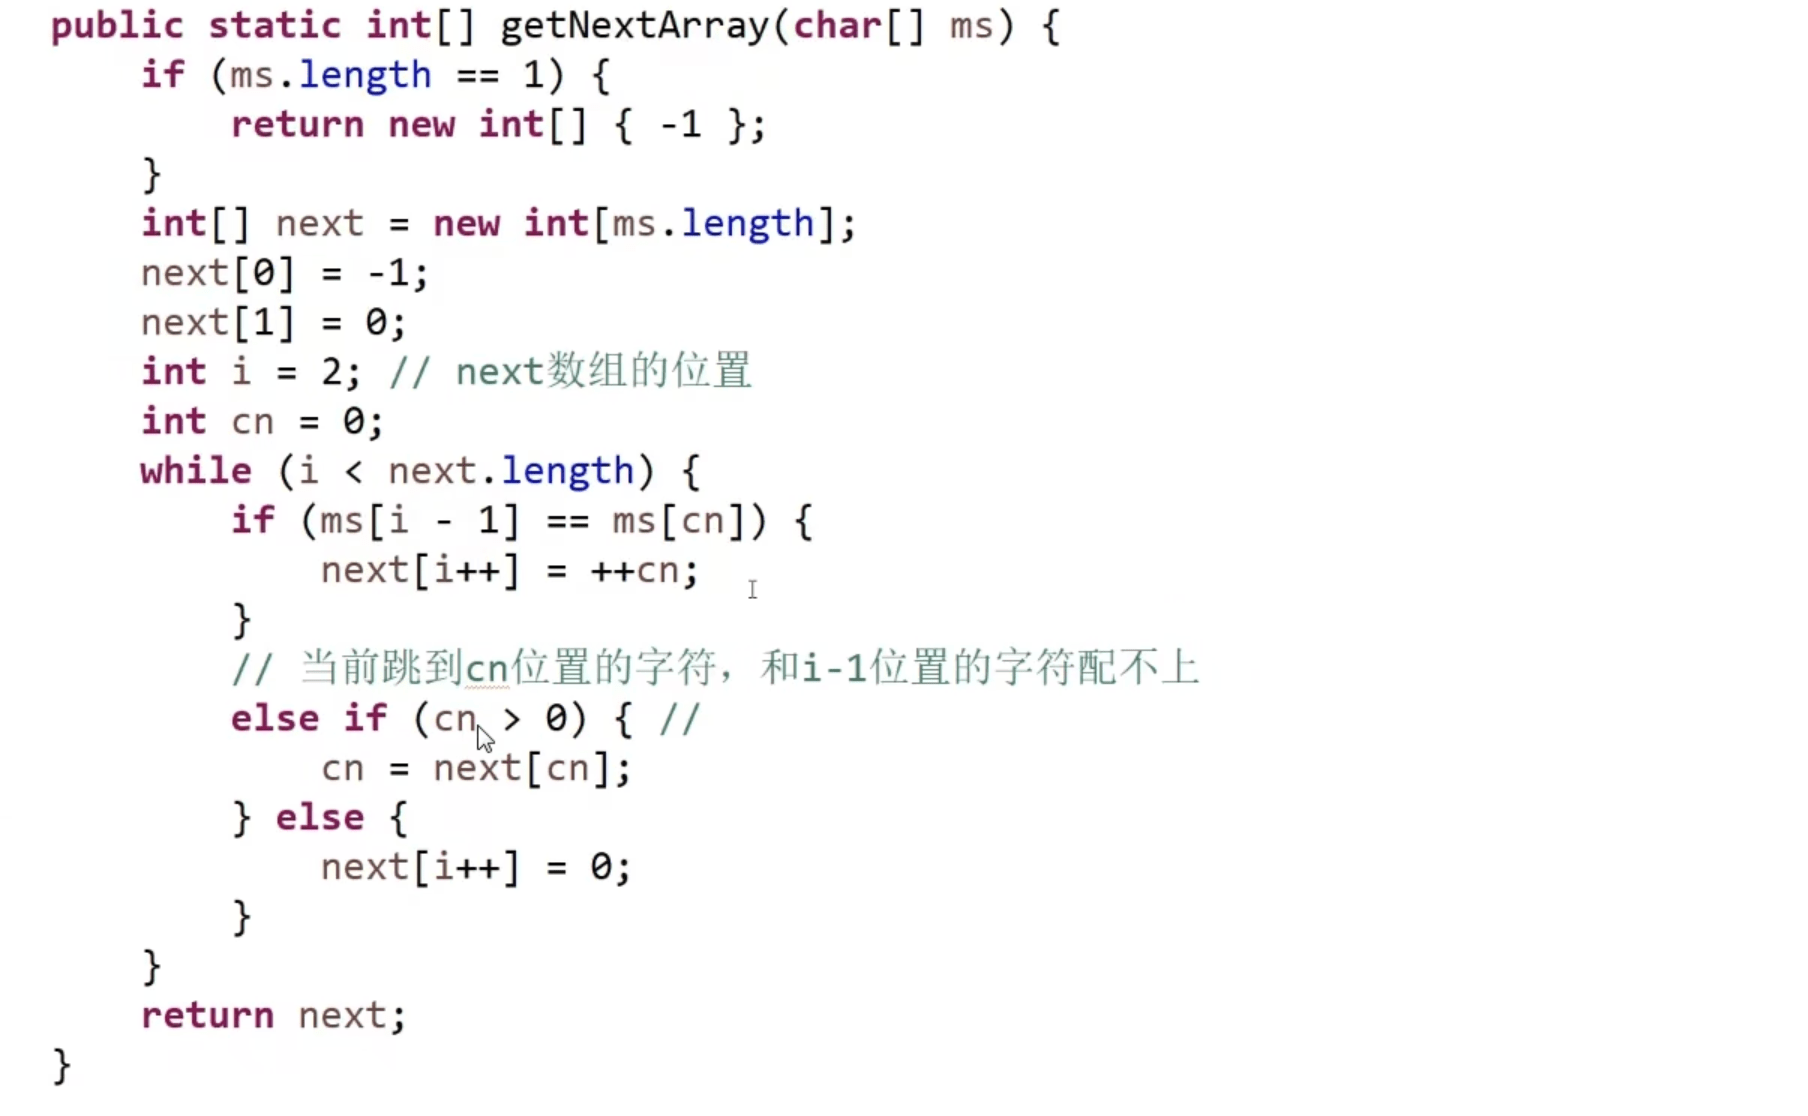 public static int[] getNextArray(char[] ms) {
if (ms.length == 1) {
return new int[] { -1 };
}
int[] next = new int[ms.length];
next[0] = -1;
next[1] = 0;
int i = 2; // next数组的位置
int cn = 0;
while (i < next.length) {
if (ms[i - 1] == ms[cn]) {
next[i++] = ++cn;
}
// 当前跳到cn位置的字符，和i-1位置的字符配不上
else if (cn > 0) { //
cn = next[cn];
} else {
next[i++] = 0;
}
}
return next;
}